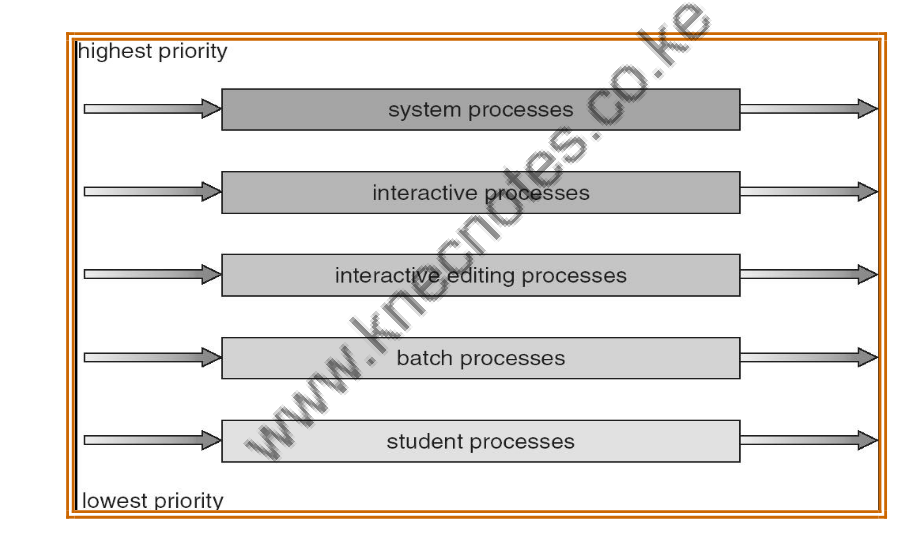 highest priority
system processes
interactive processes
interactive editing processes
batch processes
student processes
lowest priority
www.knecnotes.co.ke